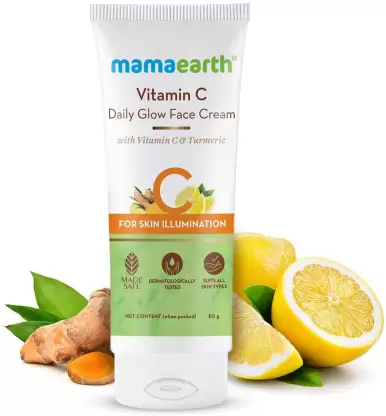 mamaearth®
Vitamin C
Daily Glow Face Cream
with Vitamin C & Turmeric
C
FOR SKIN ILLUMINATION
MADE SAFE
DERMATOLOGICALLY TESTED
SUITS ALL SKIN TYPES
NET CONTENT (when packed) 80 g